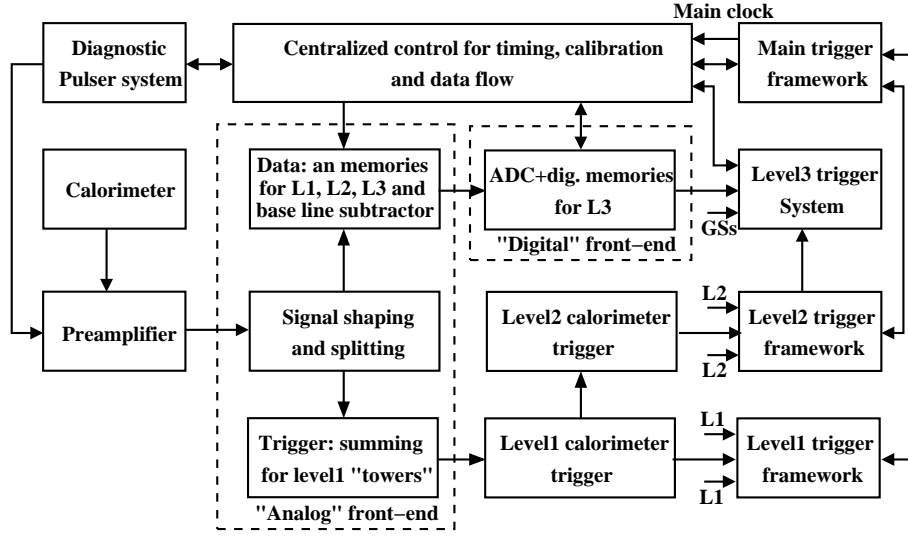 Main clock
Diagnostic
Pulser system
Centralized control for timing, calibration
and data flow
Main trigger
framework
Calorimeter
Data: an memories
for L1, L2, L3 and
base line subtractor
ADC+dig. memories
for L3
Level3 trigger
System
GSs
"Digital" front-end
Preamplifier
Signal shaping
and splitting
Level2 calorimeter
trigger
L2
L2
Level2 trigger
framework
Trigger: summing
for level1 "towers"
Level1 calorimeter
trigger
L1
L1
Level1 trigger
framework
"Analog" front-end